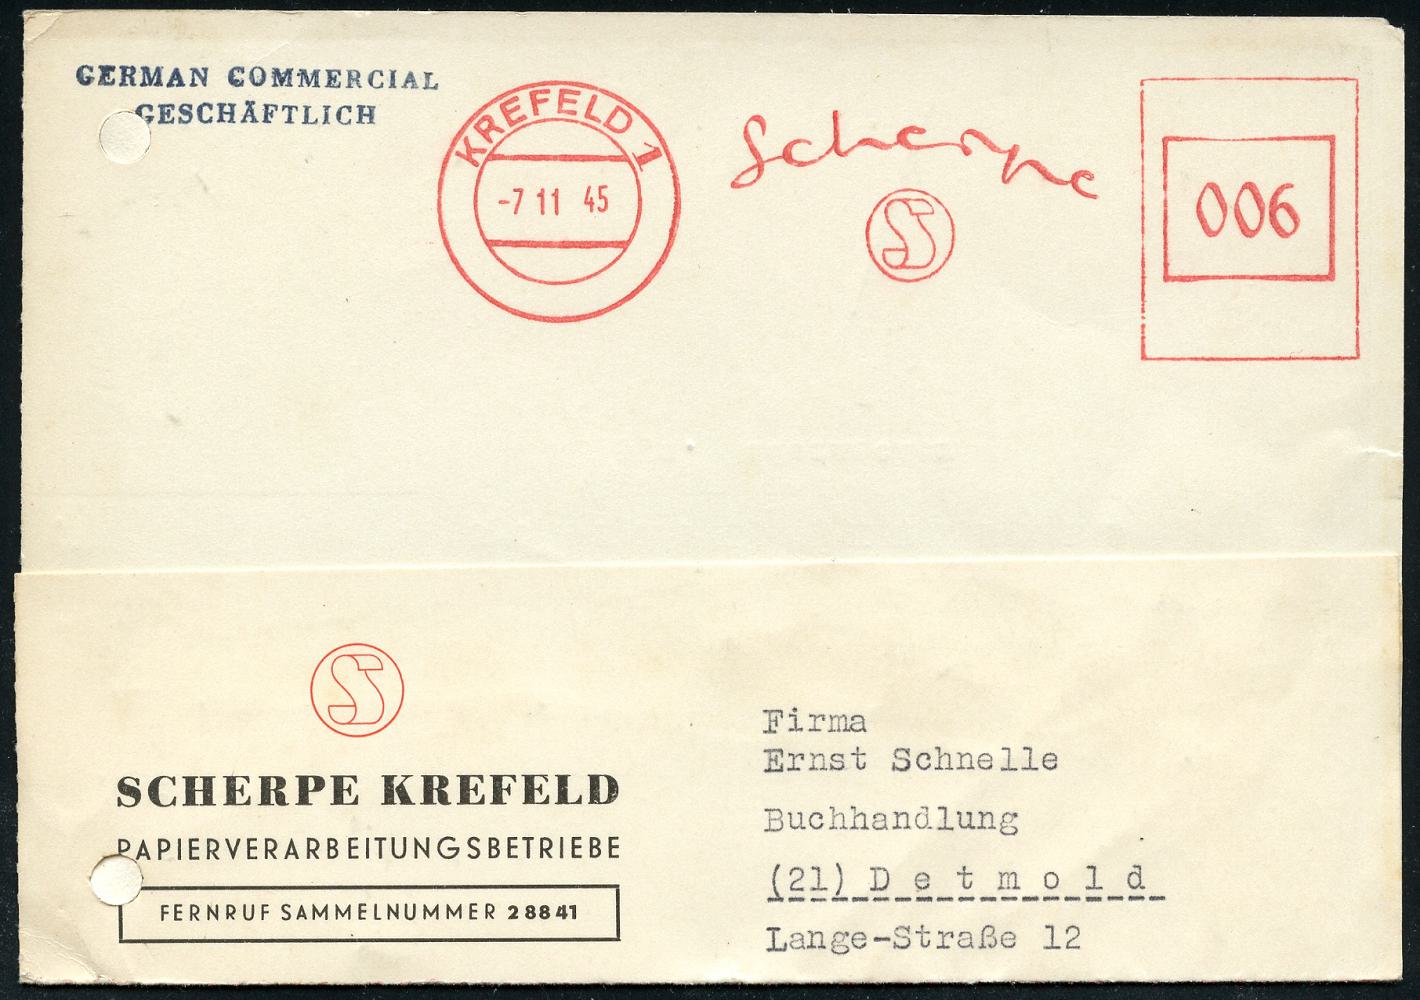 GERMAN COMMERCIAL
GESCHÄFTLICH
KREFELD 1
-7 11 45
Scherpe
S
006
S
SCHERPE KREFELD
PAPIERVERARBEITUNGSBETRIEBE
FERNRUF SAMMELNUMMER 28841
Firma
Ernst Schnelle
Buchhandlung
(21) Detmold
Lange-Straße 12